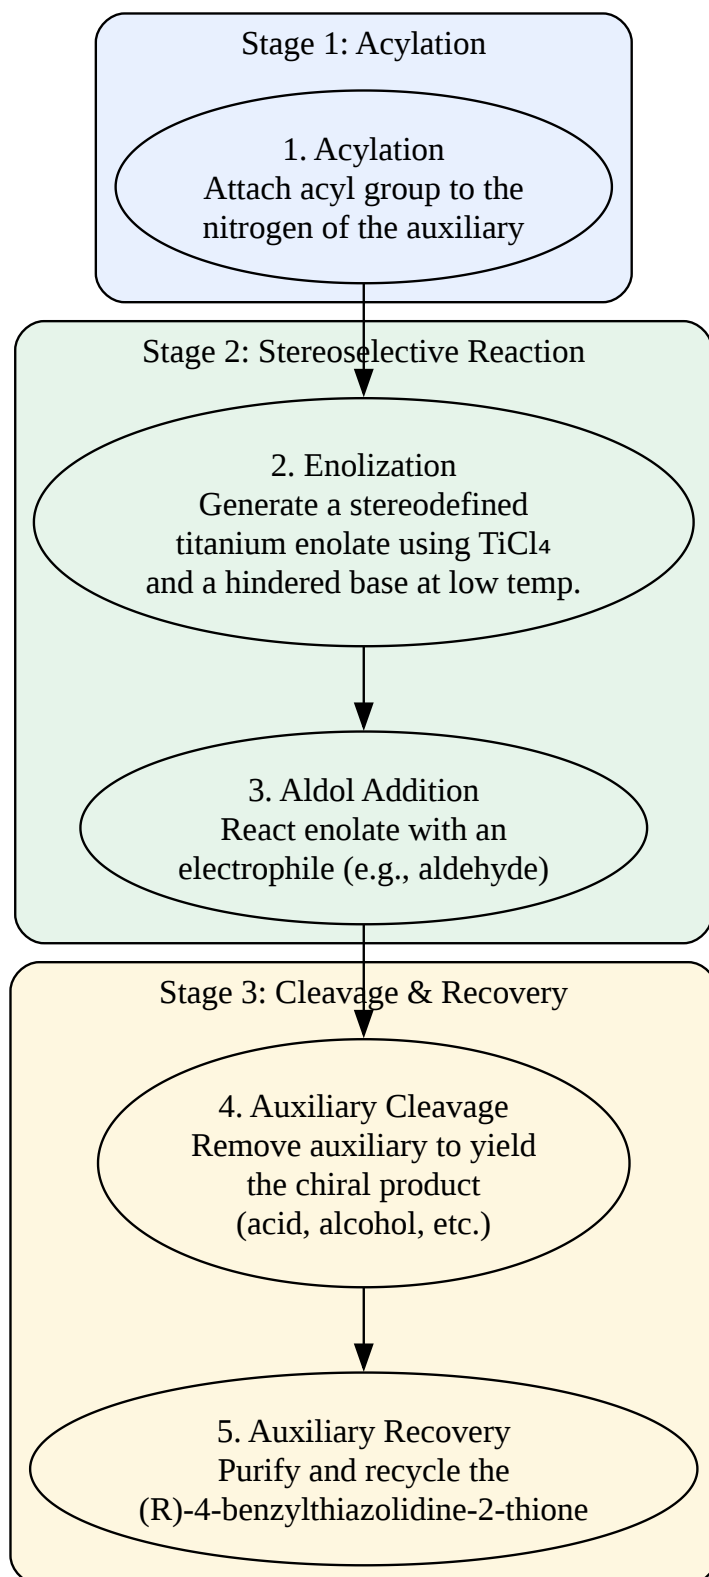 Stage 1: Acylation
1. Acylation
Attach acyl group to the
nitrogen of the auxiliary
Stage 2: Stereoselective Reaction
2. Enolization
Generate a stereodefined
titanium enolate using TiCl₄
and a hindered base at low temp.
3. Aldol Addition
React enolate with an
electrophile (e.g., aldehyde)
Stage 3: Cleavage & Recovery
4. Auxiliary Cleavage
Remove auxiliary to yield
the chiral product
(acid, alcohol, etc.)
5. Auxiliary Recovery
Purify and recycle the
(R)-4-benzylthiazolidine-2-thione